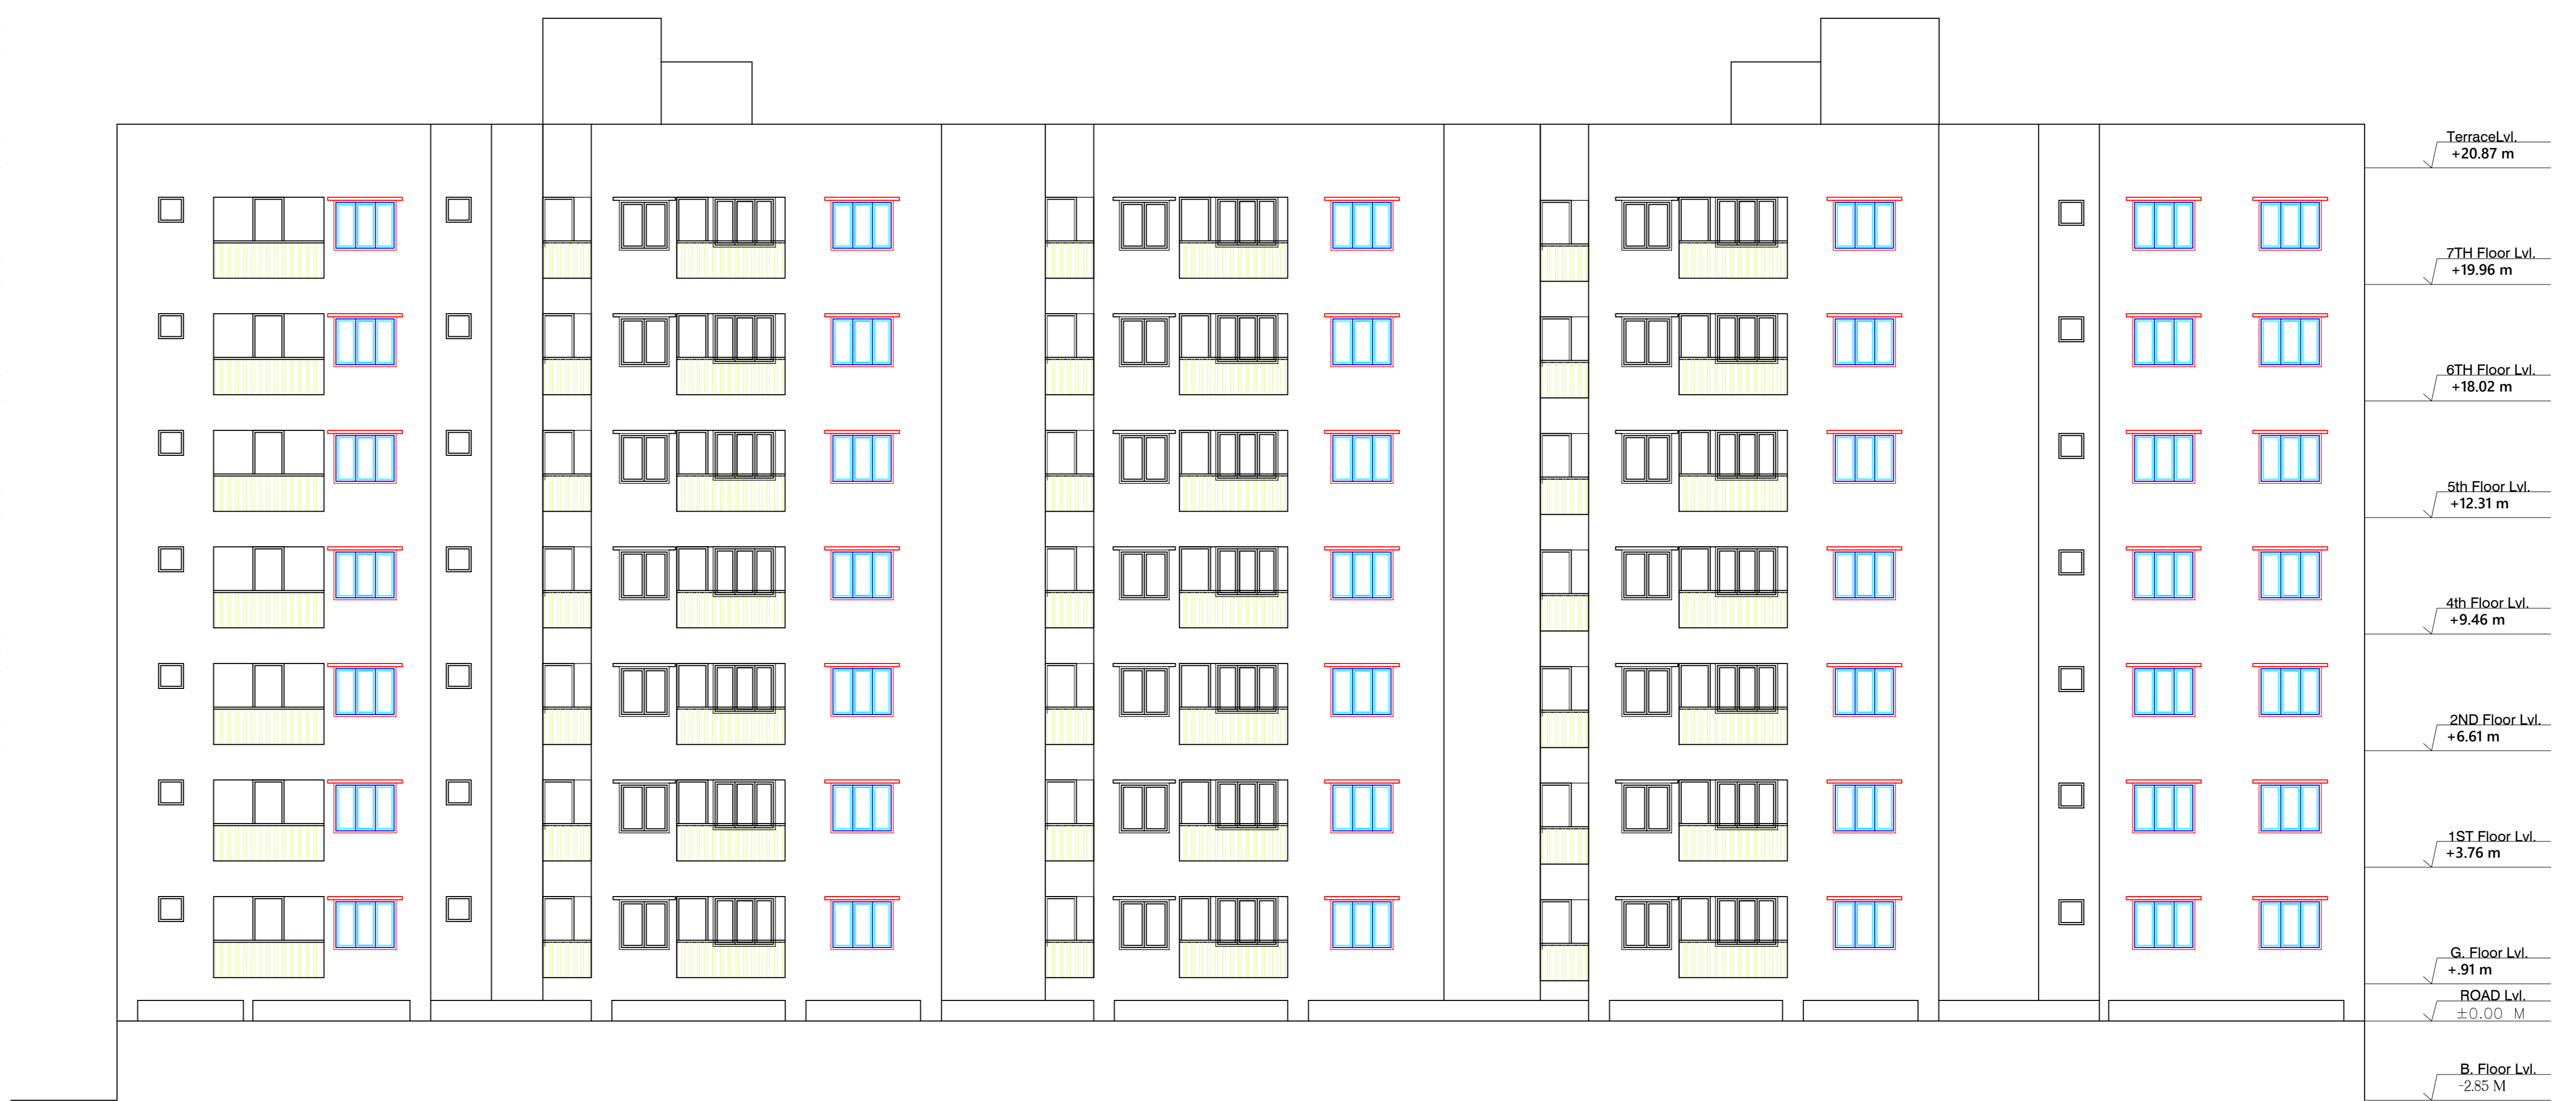 TerraceLvl.
+20.87 m
7TH Floor Lvl.
+19.96 m
6TH Floor Lvl.
+18.02 m
5th Floor Lvl.
+12.31 m
4th Floor Lvl.
+9.46 m
2ND Floor Lvl.
+6.61 m
1ST Floor Lvl.
+3.76 m
G. Floor Lvl.
+.91 m
ROAD Lvl.
±0.00 M
B. Floor Lvl.
-2.85 M